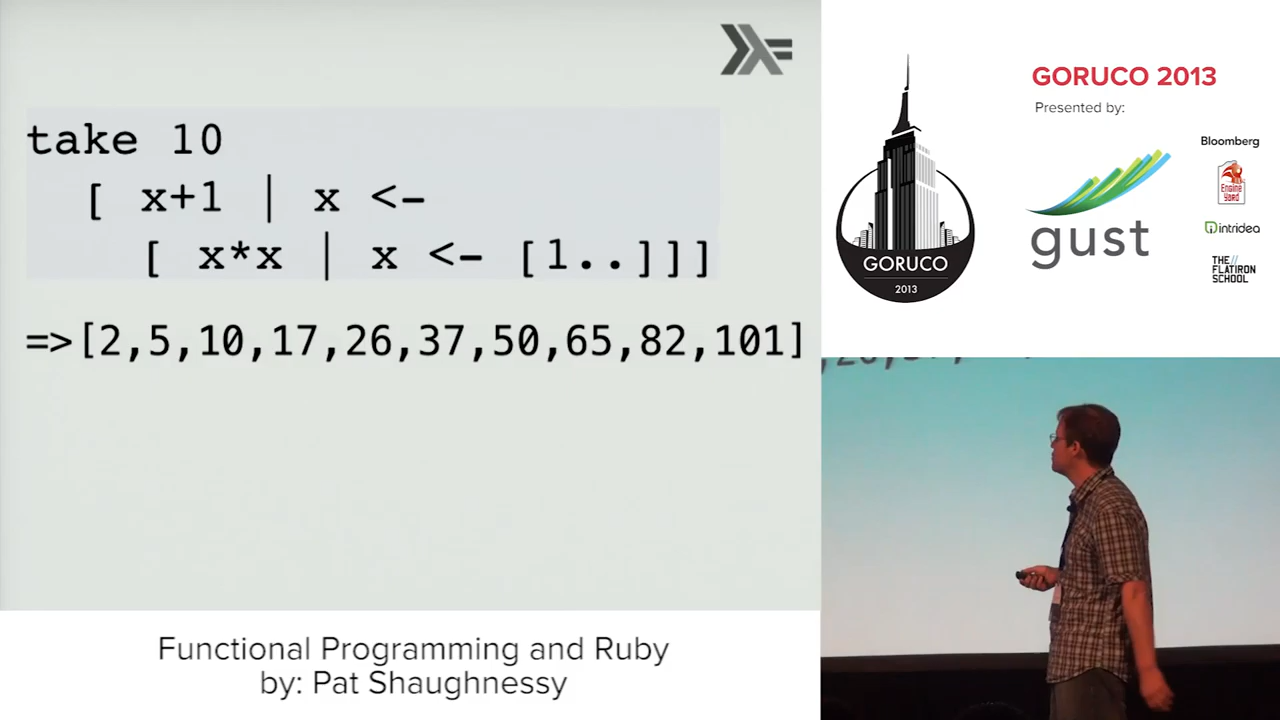 take 10
[ x+1 | x <-
[ x*x | x <- [1..]]]
=>[2,5,10,17,26,37,50,65,82,101]
Functional Programming and Ruby
by: Pat Shaughnessy
GORUCO
2013
GORUCO 2013
Presented by:
gust
Bloomberg
Engine
Yard
intridea
THE //
FLATIRON
SCHOOL